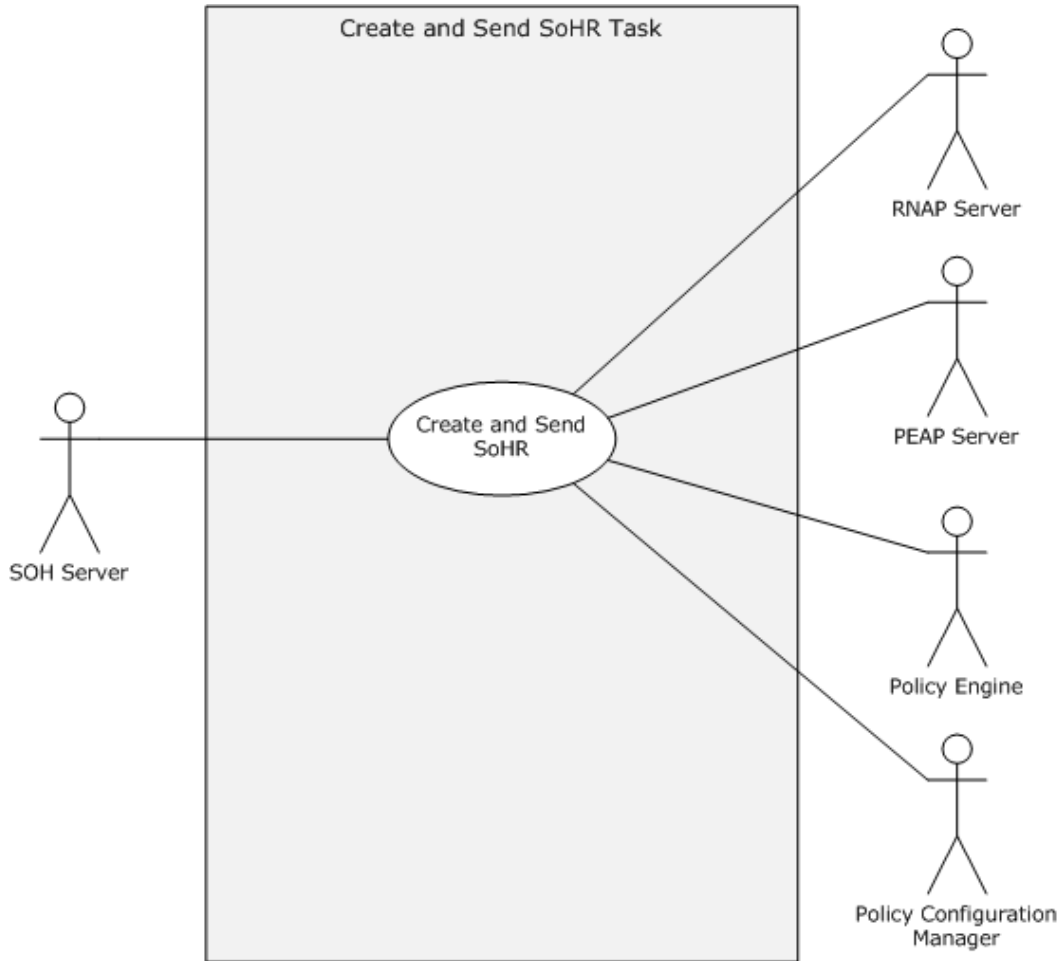 Create and Send SoHR Task
RNAP Server
PEAP Server
Create and Send
SoHR
SOH Server
Policy Engine
Policy Configuration
Manager